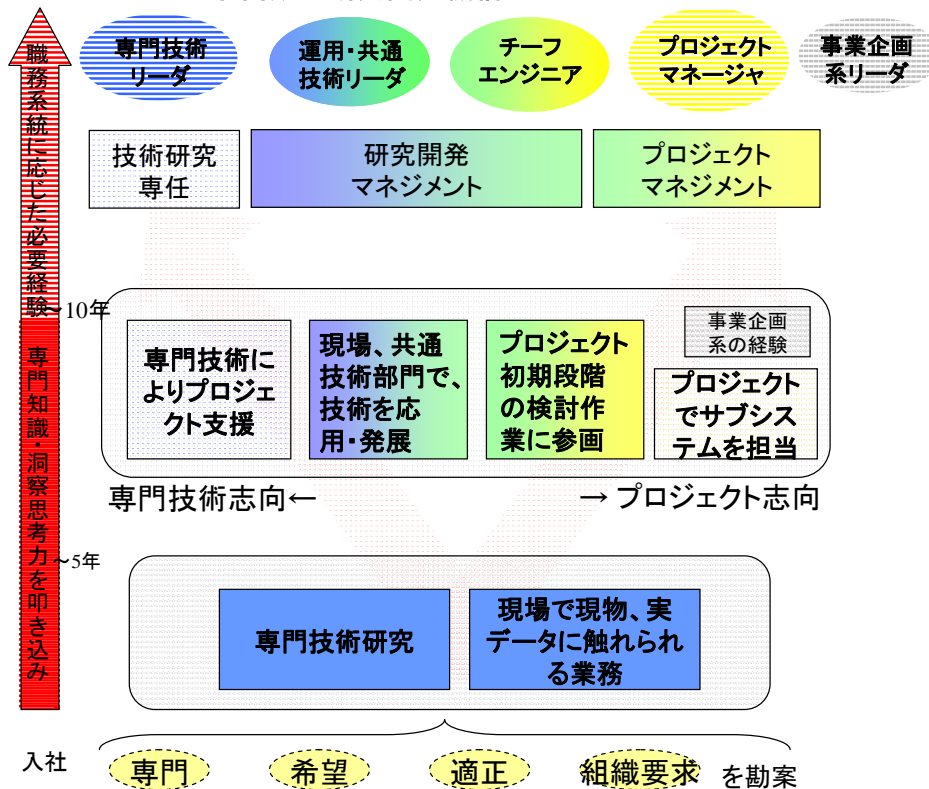 専門技術
リーダ
運用・共通
技術リーダ
チーフ
エンジニア
プロジェクト
マネージャ
事業企画
系リーダ
職務系統に応じた必要経験
技術研究
専任
研究開発
マネジメント
プロジェクト
マネジメント
~10年
専門技術に
よりプロジェ
クト支援
現場、共通
技術部門で、
技術を応
用・発展
プロジェクト
初期段階
の検討作
業に参画
事業企画
系の経験
プロジェクト
でサブシス
テムを担当
専門技術志向←
→ プロジェクト志向
専門知識・洞察思考力を叩き込み
~5年
専門技術研究
現場で現物、実
データに触れられ
る業務
入社
専門
希望
適正
組織要求
を勘案